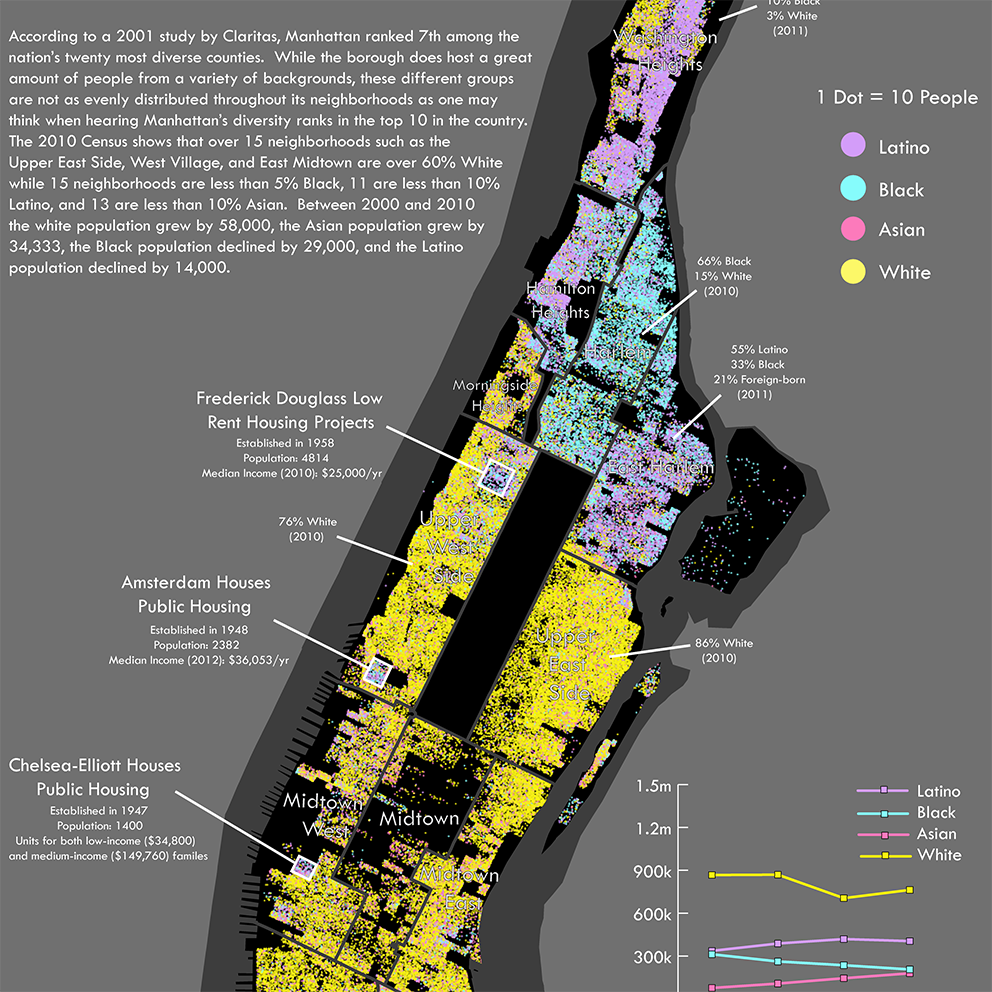 According to a 2001 study by Claritas, Manhattan ranked 7th among the
nation's twenty most diverse counties.  While the borough does host a great
amount of people from a variety of backgrounds, these different groups
are not as evenly distributed throughout its neighborhoods as one may
think when hearing Manhattan's diversity ranks in the top 10 in the country.
The 2010 Census shows that over 15 neighborhoods such as the
Upper East Side, West Village, and East Midtown are over 60% White
while 15 neighborhoods are less than 5% Black, 11 are less than 10%
Latino, and 13 are less than 10% Asian.  Between 2000 and 2010
the white population grew by 58,000, the Asian population grew by
34,333, the Black population declined by 29,000, and the Latino
population declined by 14,000.
10% Black
3% White
(2011)
Washington
Heights
1 Dot = 10 People
Latino
Black
Asian
White
66% Black
15% White
(2010)
Hamilton
Heights
Harlem
55% Latino
33% Black
21% Foreign-born
(2011)
Morningside
Heights
Frederick Douglass Low
Rent Housing Projects
Established in 1958
Population: 4814
Median Income (2010): $25,000/yr
East Harlem
76% White
(2010)
Upper
West
Side
Amsterdam Houses
Public Housing
Established in 1948
Population: 2382
Median Income (2012): $36,053/yr
Upper
East
Side
86% White
(2010)
Chelsea-Elliott Houses
Public Housing
Established in 1947
Population: 1400
Units for both low-income ($34,800)
and medium-income ($149,760) familes
Midtown
West
Midtown
Midtown
East
1.5m
1.2m
900k
600k
300k
Latino
Black
Asian
White